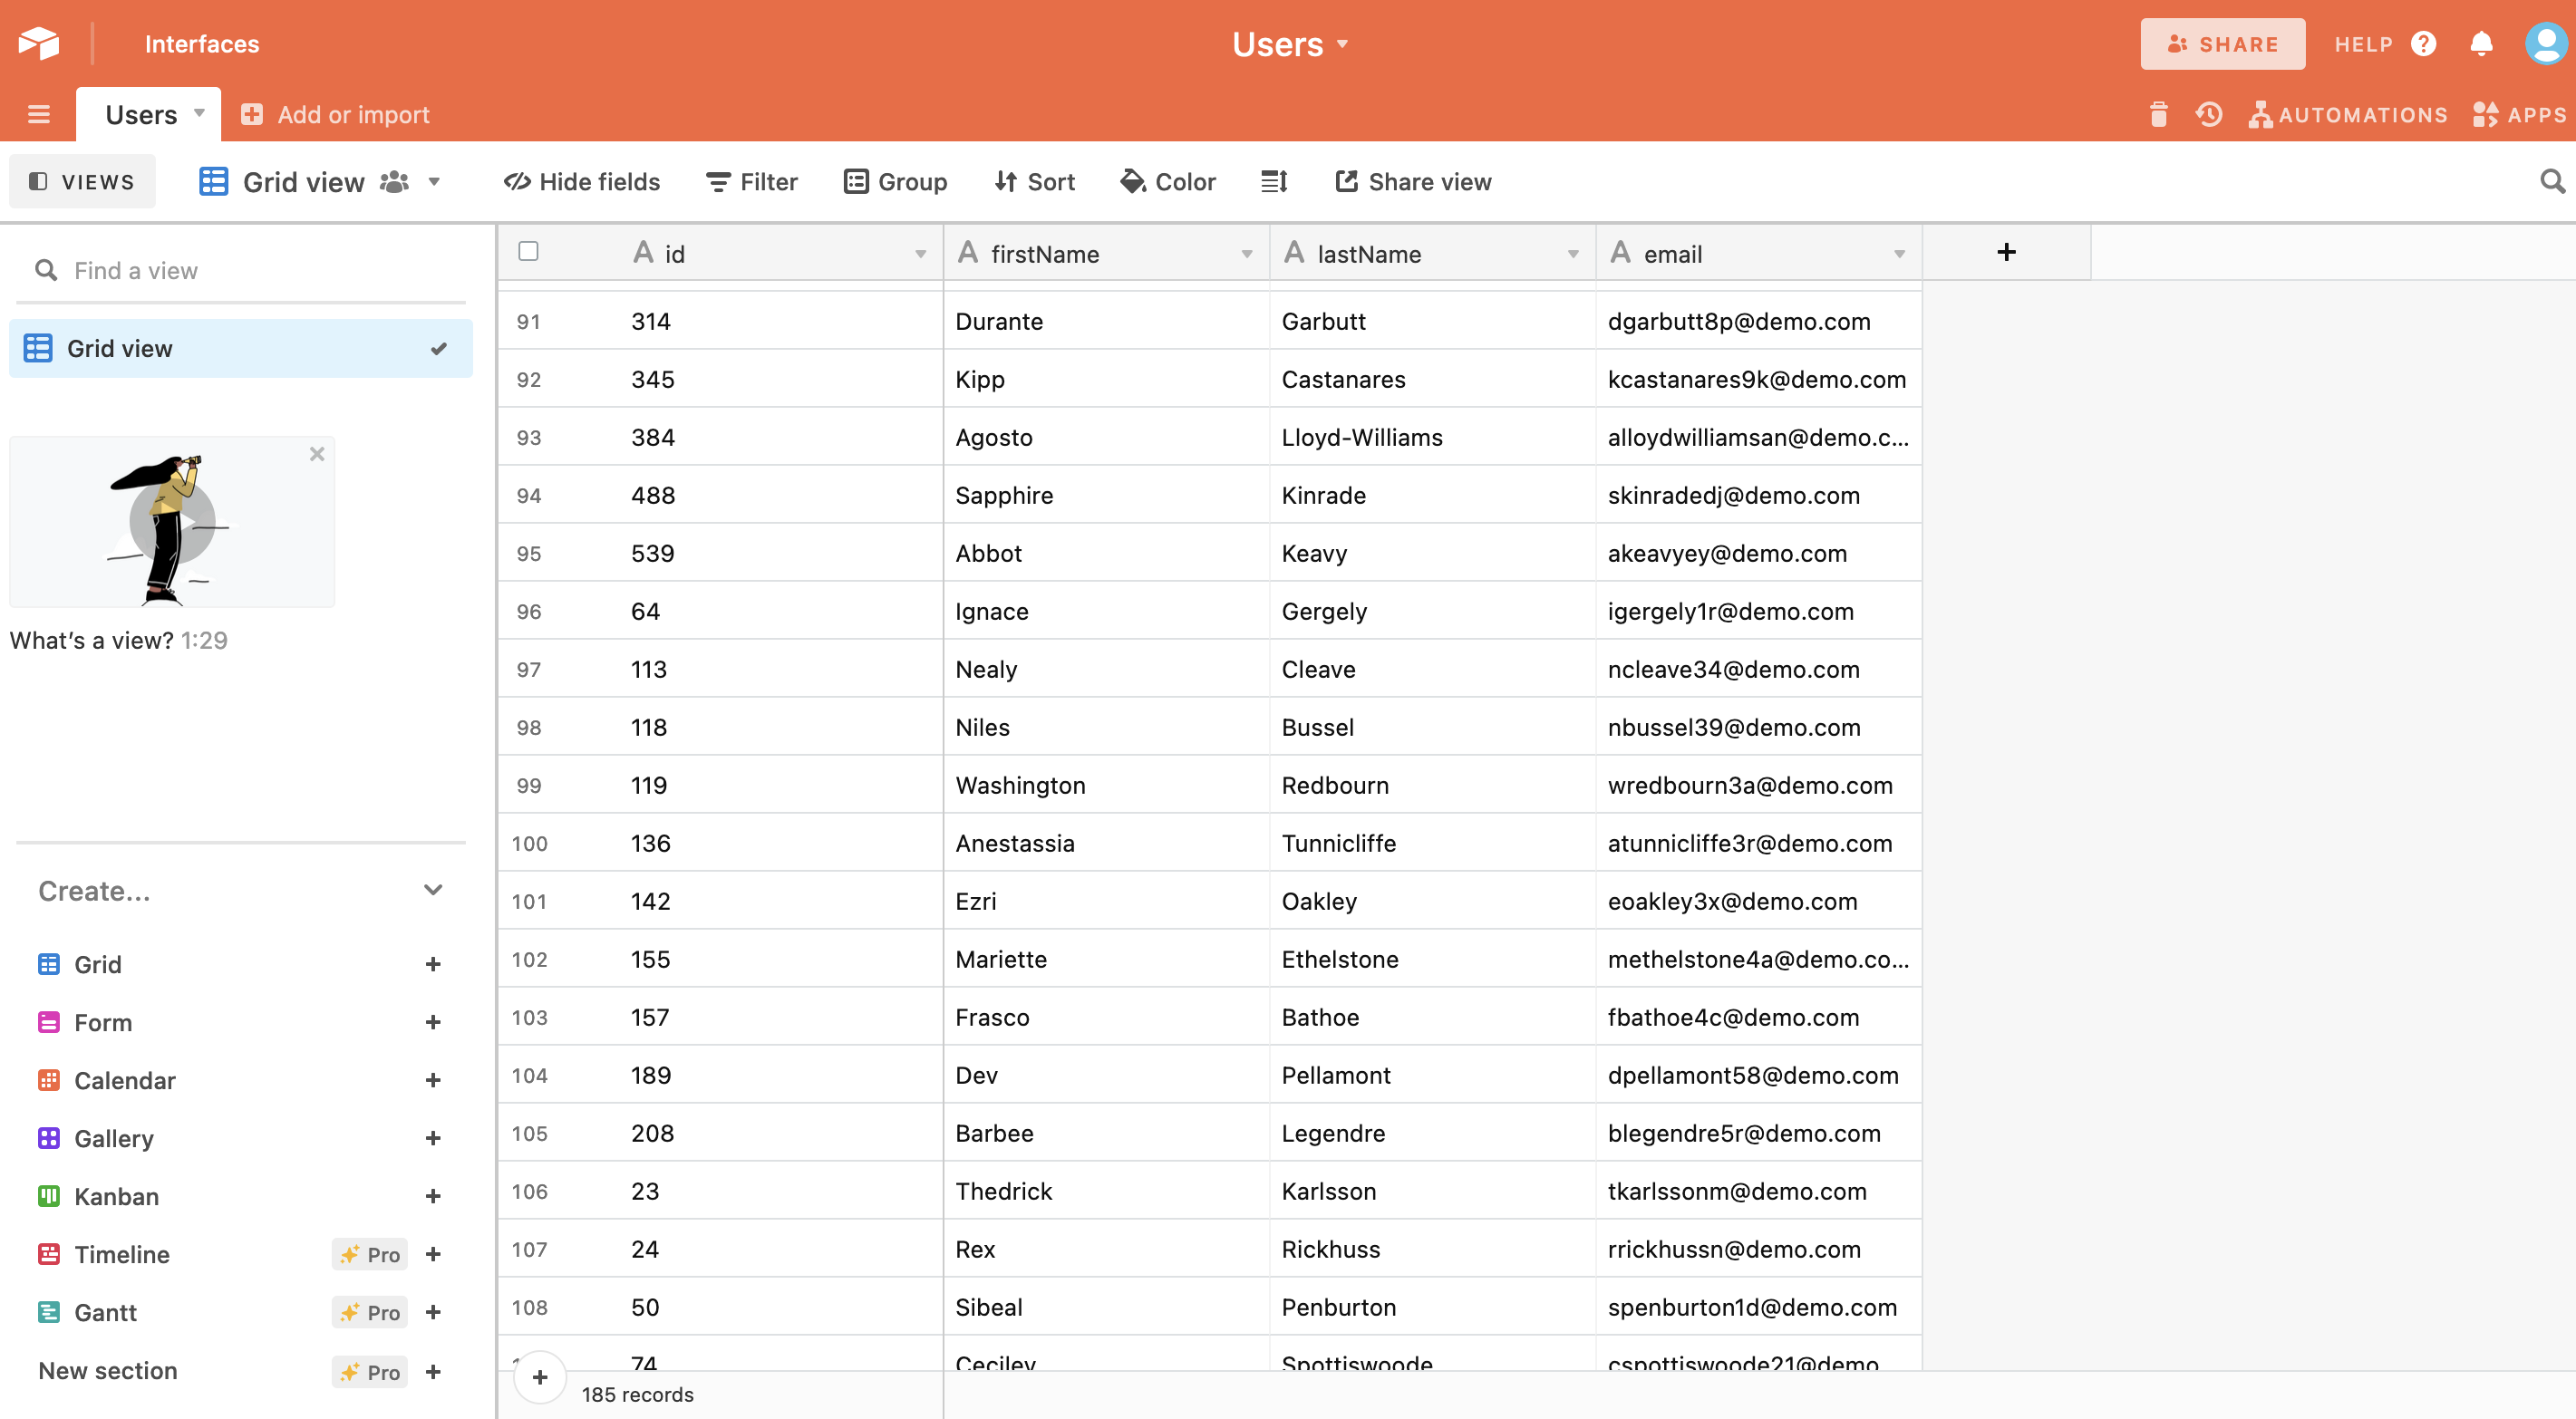 Interfaces
Users
SHARE
HELP
Users
Add or import
AUTOMATIONS
APPS
VIEWS
Grid view
Hide fields
Filter
Group
Sort
Color
Share view
Find a view
Grid view
What's a view? 1:29
Create...
Grid
Form
Calendar
Gallery
Kanban
Timeline Pro
Gantt Pro
New section Pro
id firstName lastName email
91 314 Durante Garbutt dgarbutt8p@demo.com
92 345 Kipp Castanares kcastanares9k@demo.com
93 384 Agosto Lloyd-Williams alloydwilliamsan@demo.c...
94 488 Sapphire Kinrade skinradedj@demo.com
95 539 Abbot Keavy akeavyey@demo.com
96 64 Ignace Gergely igergely1r@demo.com
97 113 Nealy Cleave ncleave34@demo.com
98 118 Niles Bussel nbussel39@demo.com
99 119 Washington Redbourn wredbourn3a@demo.com
100 136 Anestassia Tunnicliffe atunnicliffe3r@demo.com
101 142 Ezri Oakley eoakley3x@demo.com
102 155 Mariette Ethelstone methelstone4a@demo.co...
103 157 Frasco Bathoe fbathoe4c@demo.com
104 189 Dev Pellamont dpellamont58@demo.com
105 208 Barbee Legendre blegendre5r@demo.com
106 23 Thedrick Karlsson tkarlssonm@demo.com
107 24 Rex Rickhuss rrickhussn@demo.com
108 50 Sibeal Penburton spenburton1d@demo.com
74 Ceciley Spottiswoode cspottiswoode21@demo
185 records